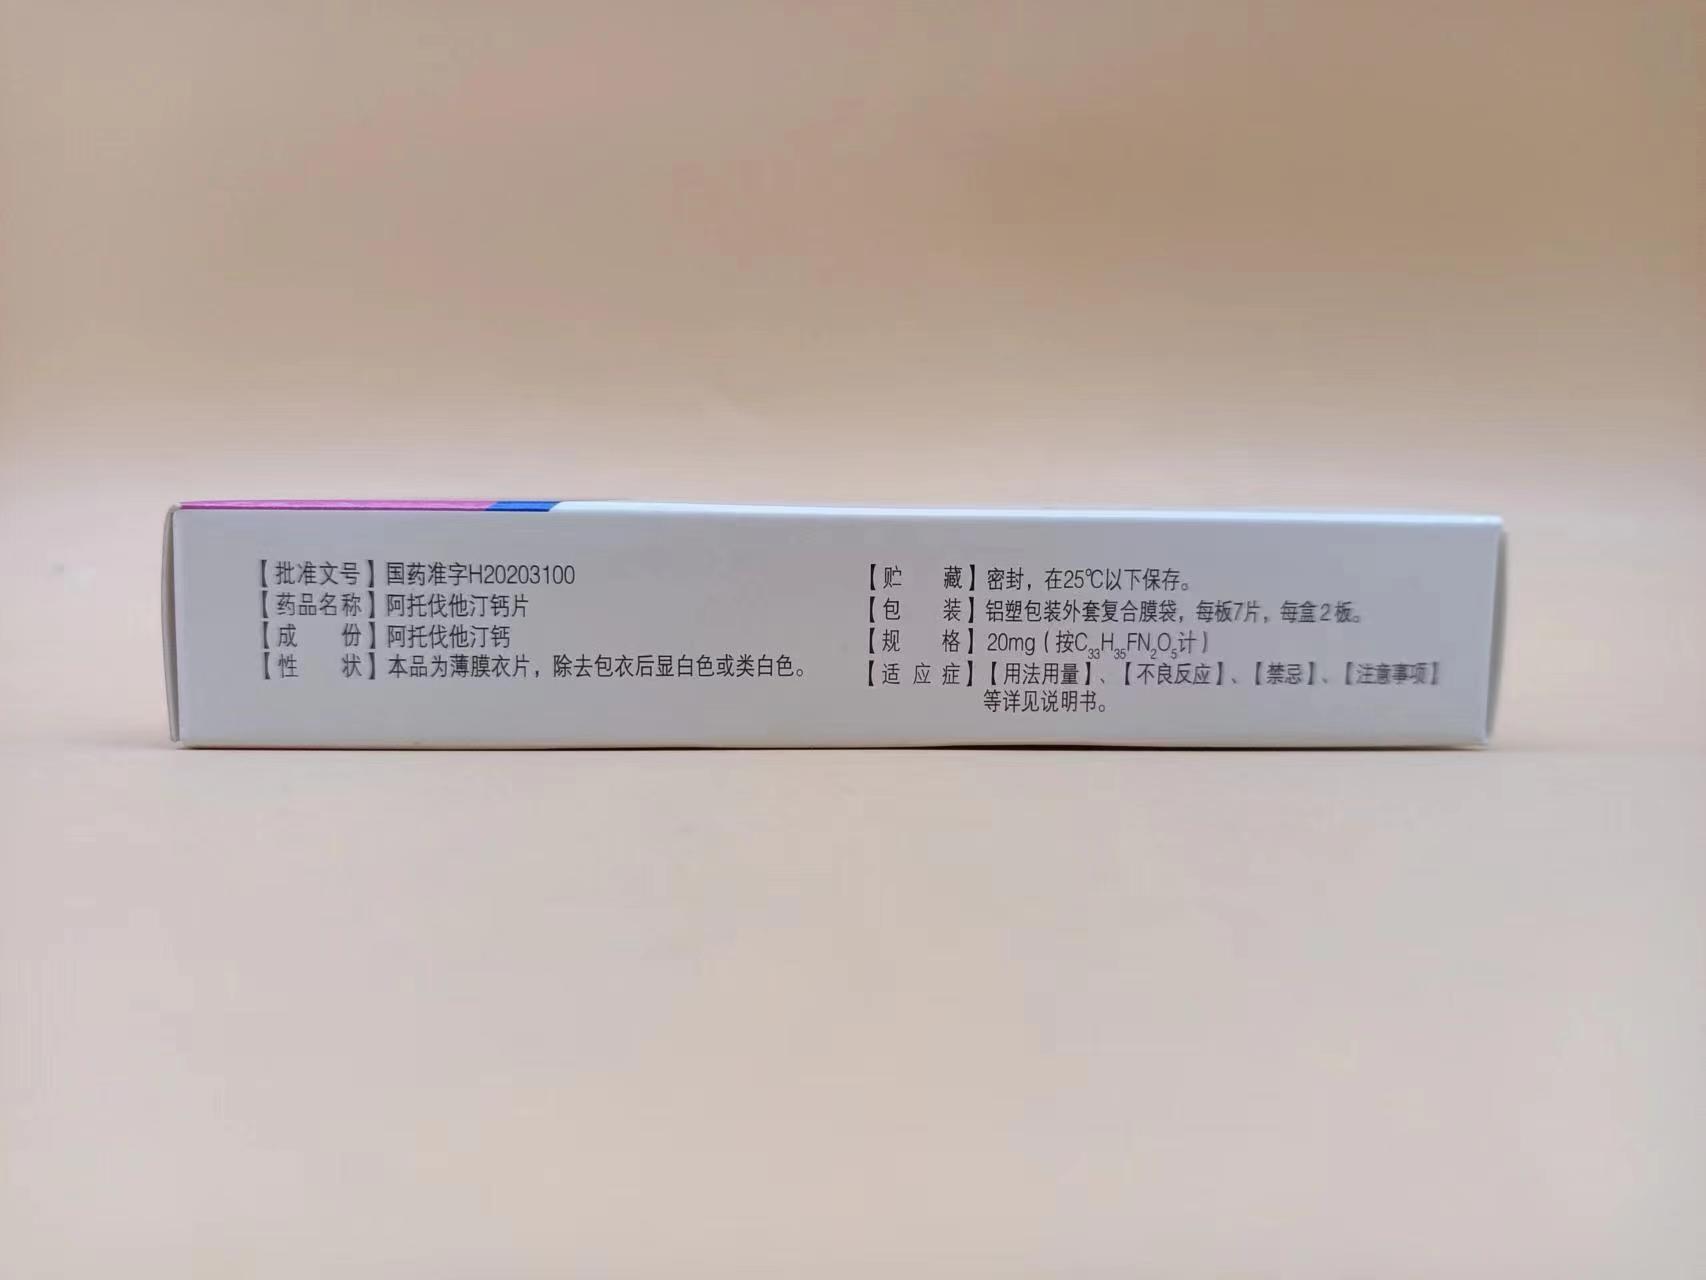 【批准文号】国药准字H20203100
【药品名称】阿托伐他汀钙片
【成份】阿托伐他汀钙
【性状】本品为薄膜衣片，除去包衣后显白色或类白色。
【贮藏】密封，在25℃以下保存。
【包装】铝塑包装外套复合膜袋，每板7片，每盒2板。
【规格】20mg（按C₃₃H₃₅FN₂O₅计）
【适应症】【用法用量】、【不良反应】、【禁忌】、【注意事项】
等详见说明书。